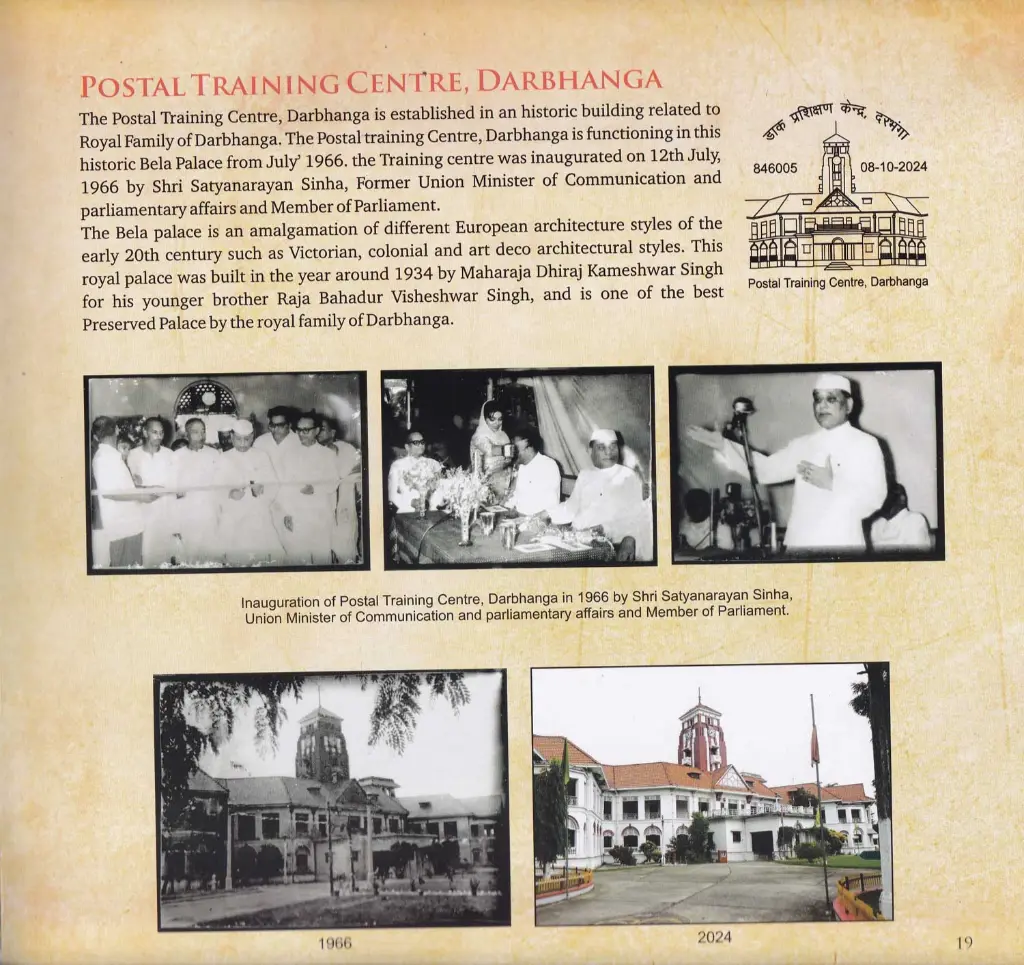 POSTAL TRAINING CENTRE, DARBHANGA
The Postal Training Centre, Darbhanga is established in an historic building related to
Royal Family of Darbhanga. The Postal training Centre, Darbhanga is functioning in this
historic Bela Palace from July' 1966. the Training centre was inaugurated on 12th July,
1966 by Shri Satyanarayan Sinha, Former Union Minister of Communication and
parliamentary affairs and Member of Parliament.
The Bela palace is an amalgamation of different European architecture styles of the
early 20th century such as Victorian, colonial and art deco architectural styles. This
royal palace was built in the year around 1934 by Maharaja Dhiraj Kameshwar Singh
for his younger brother Raja Bahadur Visheshwar Singh, and is one of the best
Preserved Palace by the royal family of Darbhanga.
डाक प्रशिक्षण केन्द्र, दरभंगा
846005 08-10-2024
Postal Training Centre, Darbhanga
Inauguration of Postal Training Centre, Darbhanga in 1966 by Shri Satyanarayan Sinha,
Union Minister of Communication and parliamentary affairs and Member of Parliament.
1966
2024
19